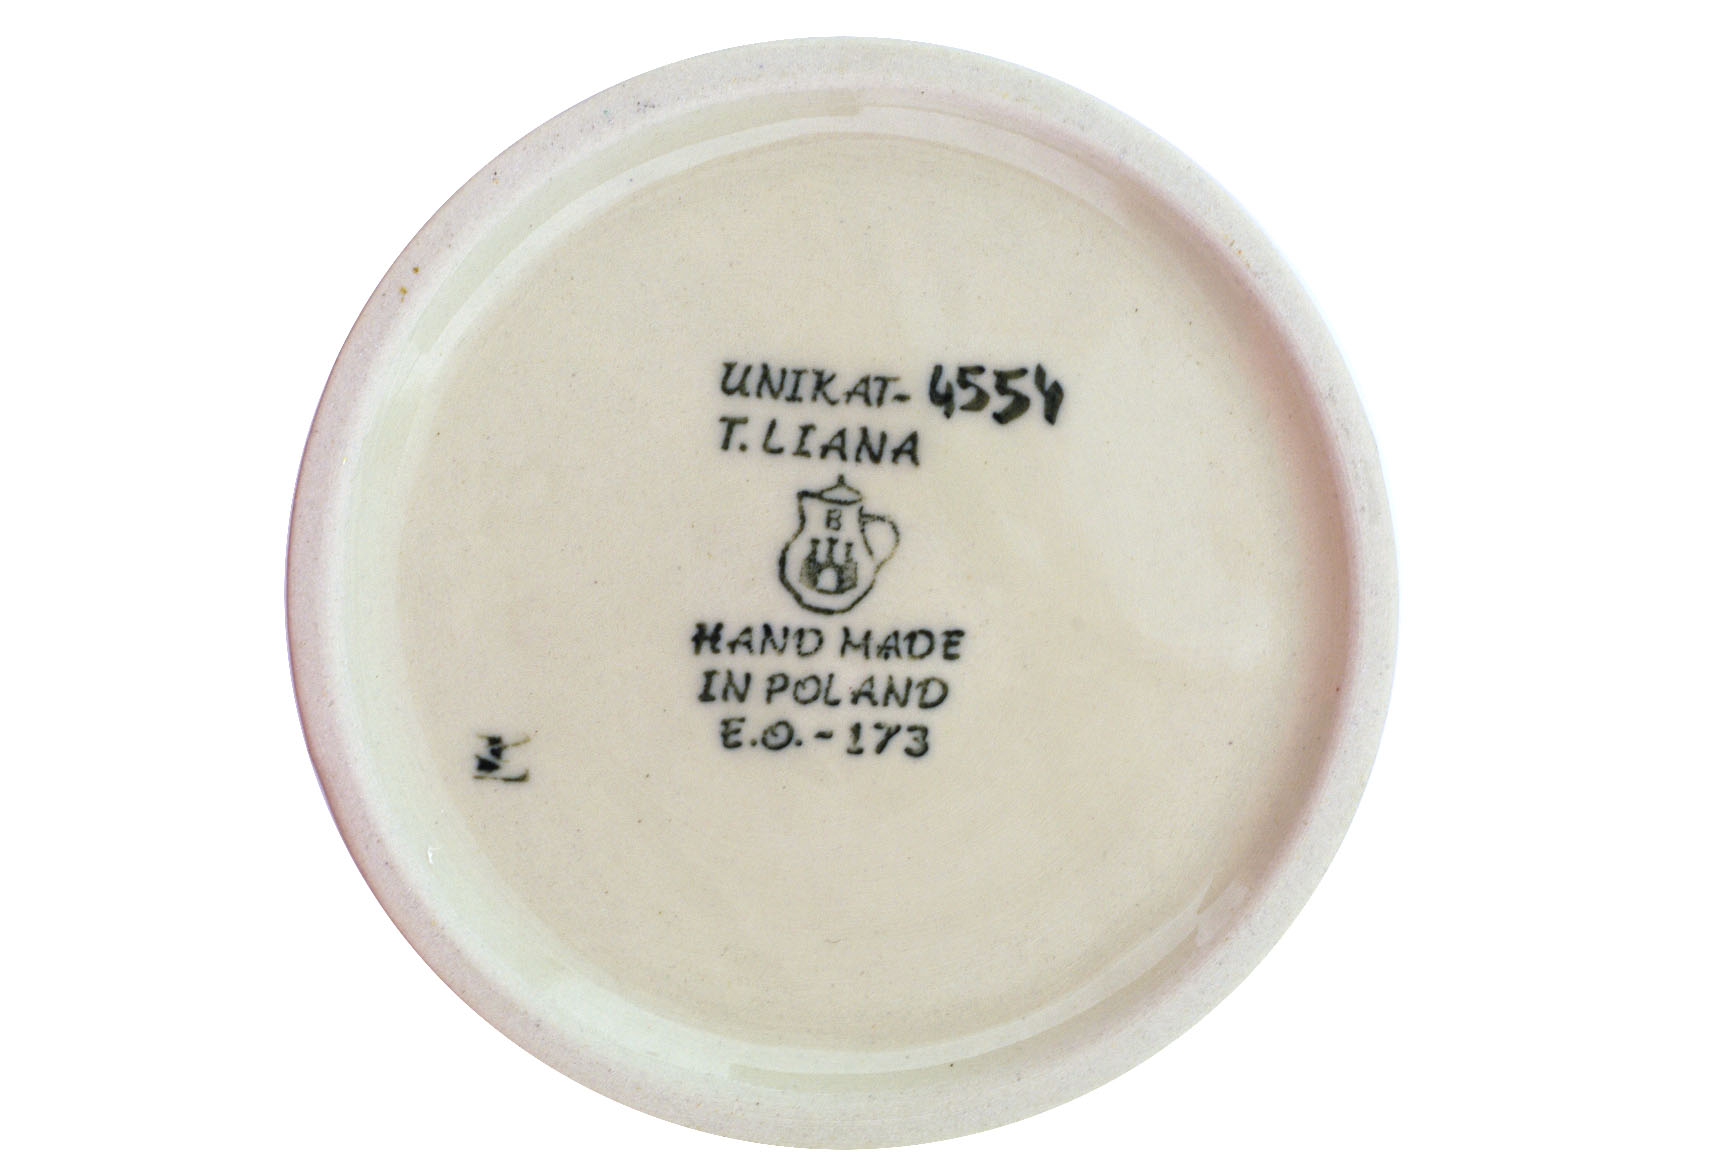 UNIKAT- 4554
T. LIANA
B
HAND MADE
IN POLAND
E.O. - 173